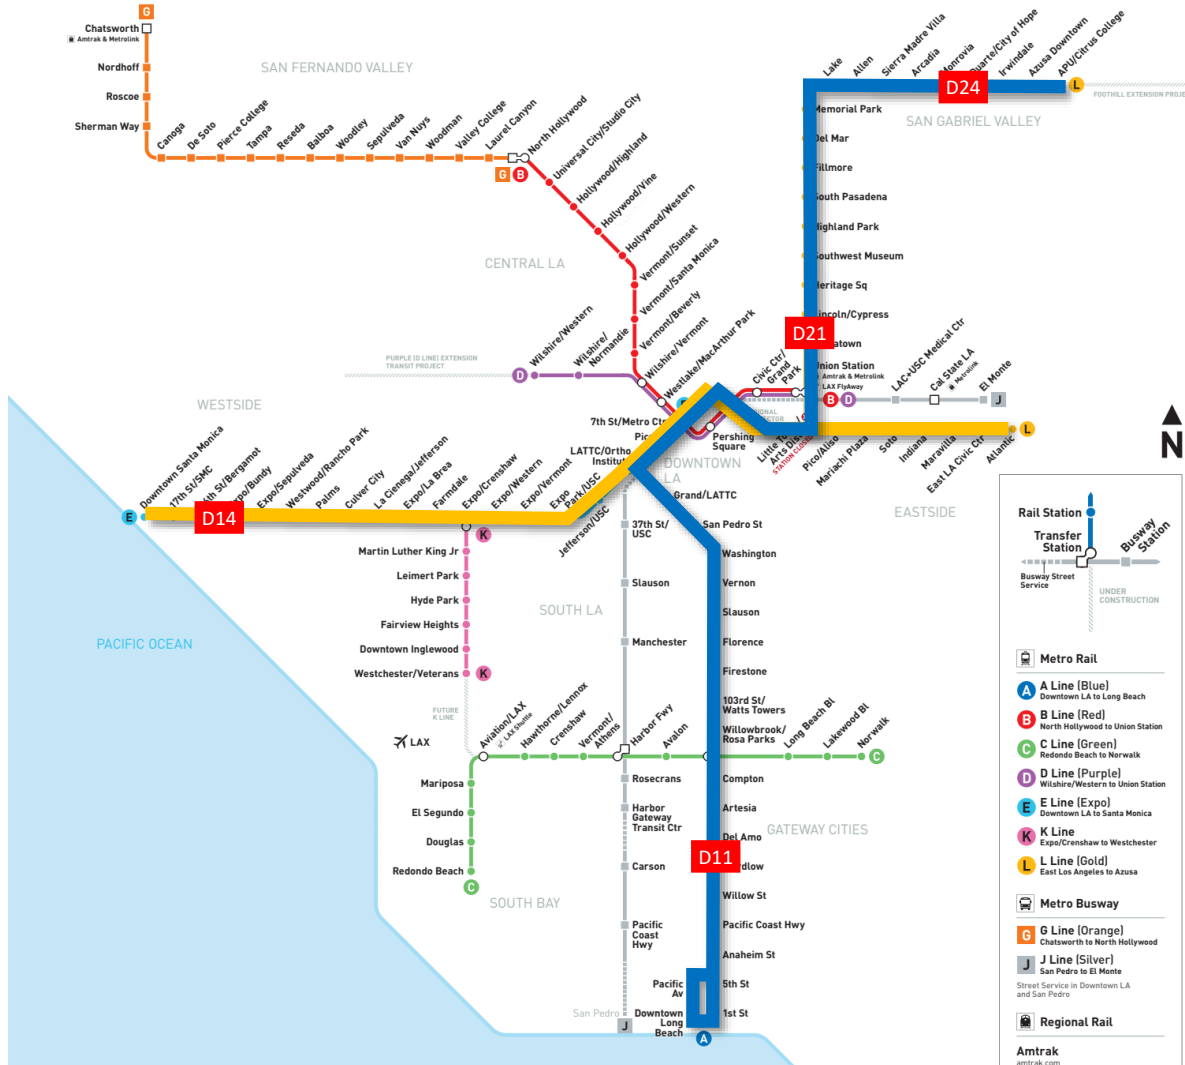 G
Chatsworth
Amtrak & Metrolink
Nordhoff
Roscoe
Sherman Way
SAN FERNANDO VALLEY
Canoga
De Soto
Pierce College
Tampa
Reseda
Balboa
Woodley
Sepulveda
Van Nuys
Woodman
Valley College
Laurel Canyon
North Hollywood
G B
Universal City/Studio City
Hollywood/Highland
Hollywood/Vine
Hollywood/Western
Vermont/Sunset
Vermont/Santa Monica
Vermont/Beverly
Wilshire/Vermont
Westlake/MacArthur Park
CENTRAL LA
Lake
Allen
Sierra Madre Villa
Arcadia
Monrovia
Duarte/City of Hope
Irwindale
Azusa Downtown
APU/Citrus College
L
D24
FOOTHILL EXTENSION PROJE
SAN GABRIEL VALLEY
Memorial Park
Del Mar
Fillmore
South Pasadena
Highland Park
Southwest Museum
Heritage Sq
Lincoln/Cypress
D21
atown
Union Station
Amtrak & Metrolink
LAX FlyAway
B D
LAC+USC Medical Ctr
Cal State LA
Metrolink
El Monte
J
PURPLE (D LINE) EXTENSION
TRANSIT PROJECT
D
Wilshire/Western
Wilshire/
Normandie
Civic Ctr/
Grand
Park
WESTSIDE
7th St/Metro Ctr
Pico
LATTC/Ortho
Institut
Pershing
Square
DOWNTOWN
LA
Little To
Arts Dis
STATION CLOSED
Pico/Aliso
Mariachi Plaza
Soto
Indiana
Maravilla
East LA Civic Ctr
Atlantic
L
EASTSIDE
N
E
Downtown Santa Monica
17th St/SMC
26th St/Bergamot
Expo/Bundy
Expo/Sepulveda
Westwood/Rancho Park
Palms
Culver City
La Cienega/Jefferson
Expo/La Brea
Farmdale
Expo/Crenshaw
Expo/Western
Expo/Vermont
Expo
Park/USC
Jefferson/USC
D14
Grand/LATTC
San Pedro St
Washington
Vernon
Slauson
Florence
Firestone
103rd St/
Watts Towers
Willowbrook/
Rosa Parks
Compton
Artesia
Del Amo
D11
rdlow
Willow St
Pacific Coast Hwy
Anaheim St
5th St
1st St
Pacific
Av
Downtown
Long
Beach
A
GATEWAY CITIES
K
Martin Luther King Jr
Leimert Park
Hyde Park
Fairview Heights
Downtown Inglewood
Westchester/Veterans
K
FUTURE
K LINE
37th St/
USC
Slauson
Manchester
SOUTH LA
PACIFIC OCEAN
LAX
Aviation/LAX
LAX Shuttle
Hawthorne/Lennox
Crenshaw
Vermont/
Athens
Harbor Fwy
Avalon
Long Beach Bl
Lakewood Bl
Norwalk
C
Mariposa
El Segundo
Douglas
Redondo Beach
C
SOUTH BAY
Rosecrans
Harbor
Gateway
Transit Ctr
Carson
Pacific
Coast
Hwy
San Pedro
J
Rail Station
Transfer
Station
Busway
Station
Busway Street
Service
UNDER
CONSTRUCTION
Metro Rail
A A Line (Blue)
Downtown LA to Long Beach
B B Line (Red)
North Hollywood to Union Station
C C Line (Green)
Redondo Beach to Norwalk
D D Line (Purple)
Wilshire/Western to Union Station
E E Line (Expo)
Downtown LA to Santa Monica
K K Line
Expo/Crenshaw to Westchester
L L Line (Gold)
East Los Angeles to Azusa
Metro Busway
G G Line (Orange)
Chatsworth to North Hollywood
J J Line (Silver)
San Pedro to El Monte
Street Service in Downtown LA
and San Pedro
Regional Rail
Amtrak
amtrak.com